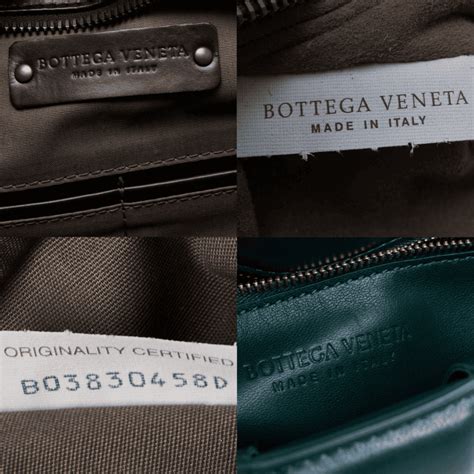 BOTTEGA VENETA
MADE IN ITALY
BOTTEGA VENETA
MADE IN ITALY
ORIGINALITY CERTIFIED
B03830458D
BOTTEGA VENETA
MADE IN ITALY